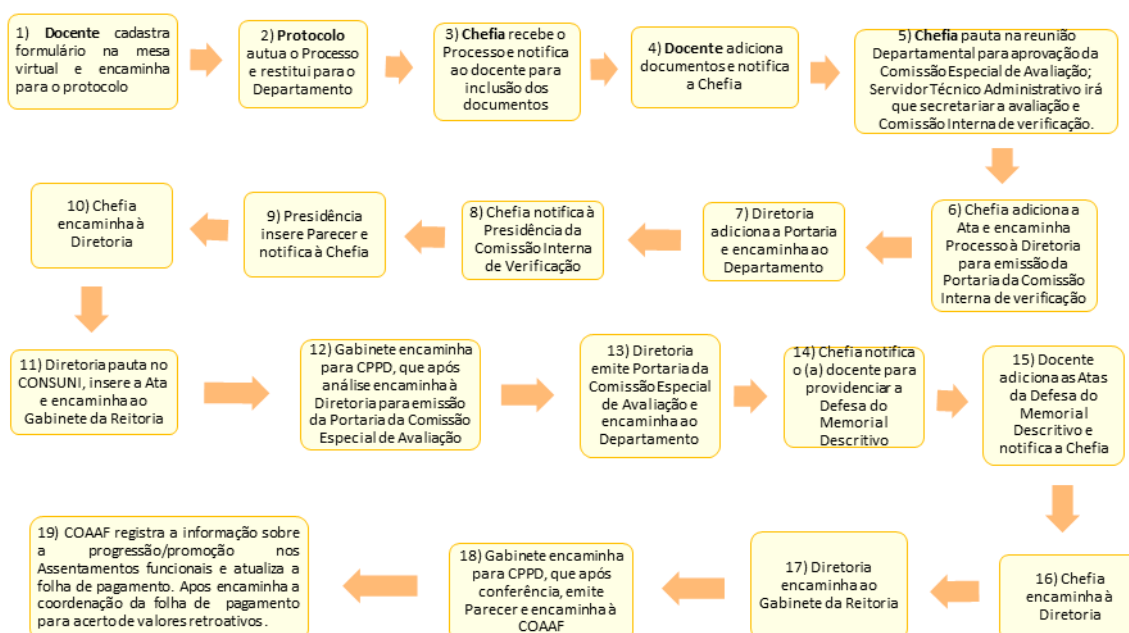 1) Docente cadastra
formulário na mesa
virtual e encaminha
para o protocolo
2) Protocolo
autua o Processo
e restitui para o
Departamento
3) Chefia recebe o
Processo e notifica
ao docente para
inclusão dos
documentos
4) Docente adiciona
documentos e notifica
a Chefia
5) Chefia pauta na reunião
Departamental para aprovação da
Comissão Especial de Avaliação;
Servidor Técnico Administrativo irá
que secretariar a avaliação e
Comissão Interna de verificação.
6) Chefia adiciona a
Ata e encaminha
Processo à Diretoria
para emissão da
Portaria da Comissão
Interna de verificação
7) Diretoria
adiciona a Portaria
e encaminha ao
Departamento
8) Chefia notifica à
Presidência da
Comissão Interna
de Verificação
9) Presidência
insere Parecer e
notifica à Chefia
10) Chefia
encaminha à
Diretoria
11) Diretoria pauta no
CONSUNI, insere a Ata
e encaminha ao
Gabinete da Reitoria
12) Gabinete encaminha
para CPPD, que após
análise encaminha à
Diretoria para emissão
da Portaria da Comissão
Especial de Avaliação
13) Diretoria
emite Portaria da
Comissão Especial
de Avaliação e
encaminha ao
Departamento
14) Chefia notifica
o (a) docente para
providenciar a
Defesa do
Memorial
Descritivo
15) Docente
adiciona as Atas
da Defesa do
Memorial
Descritivo e
notifica a Chefia
16) Chefia
encaminha à
Diretoria
17) Diretoria
encaminha ao
Gabinete da Reitoria
18) Gabinete encaminha
para CPPD, que após
conferência, emite
Parecer e encaminha à
COAAF
19) COAAF registra a informação sobre
a progressão/promoção nos
Assentamentos funcionais e atualiza a
folha de pagamento. Apos encaminha a
coordenação da folha de pagamento
para acerto de valores retroativos.